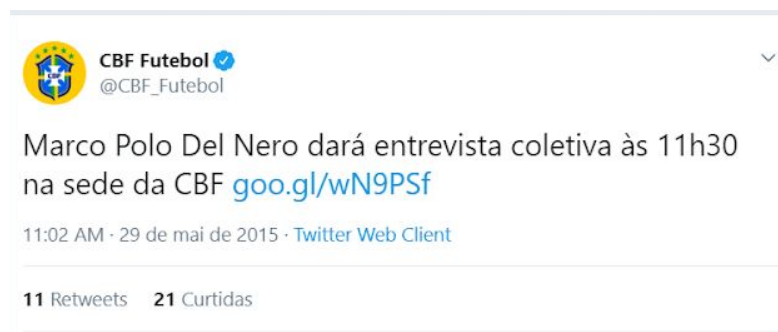 CBF Futebol
@CBF_Futebol
Marco Polo Del Nero dará entrevista coletiva às 11h30
na sede da CBF goo.gl/wN9PSf
11:02 AM · 29 de mai de 2015 · Twitter Web Client
11 Retweets 21 Curtidas